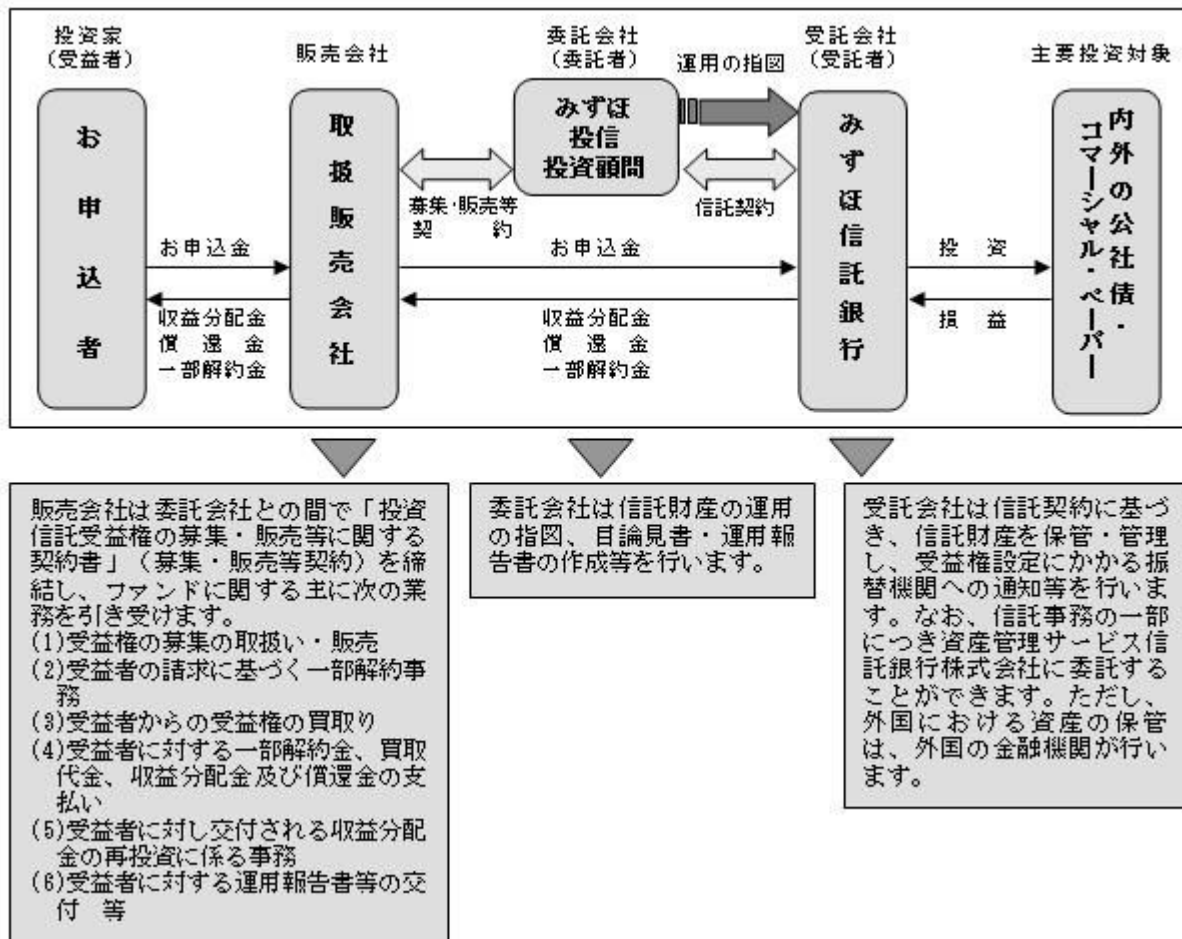 投資家
(受益者)
販売会社
委託会社
(委託者)
受託会社
(受託者)
主要投資対象
運用の指図
お申込者
取扱販売会社
みずほ
投信
投資顧問
みずほ信託銀行
内外の公社債・
コマーシャル・ペーパー
募集・販売等
契　　約
信託契約
お申込金
収益分配金
償　還　金
一部解約金
お申込金
収益分配金
償　還　金
一部解約金
投　資
損　益
販売会社は委託会社との間で「投資
信託受益権の募集・販売等に関する
契約書」（募集・販売等契約）を締
結し、ファンドに関する主に次の業
務を引き受けます。
(1)受益権の募集の取扱い・販売
(2)受益者の請求に基づく一部解約事
務
(3)受益者からの受益権の買取り
(4)受益者に対する一部解約金、買取
代金、収益分配金及び償還金の支
払い
(5)受益者に対し交付される収益分配
金の再投資に係る事務
(6)受益者に対する運用報告書等の交
付　等
委託会社は信託財産の運用
の指図、目論見書・運用報
告書の作成等を行います。
受託会社は信託契約に基づ
き、信託財産を保管・管理
し、受益権設定にかかる振
替機関への通知等を行いま
す。なお、信託事務の一部
につき資産管理サービス信
託銀行株式会社に委託する
ことができます。ただし、
外国における資産の保管
は、外国の金融機関が行い
ます。